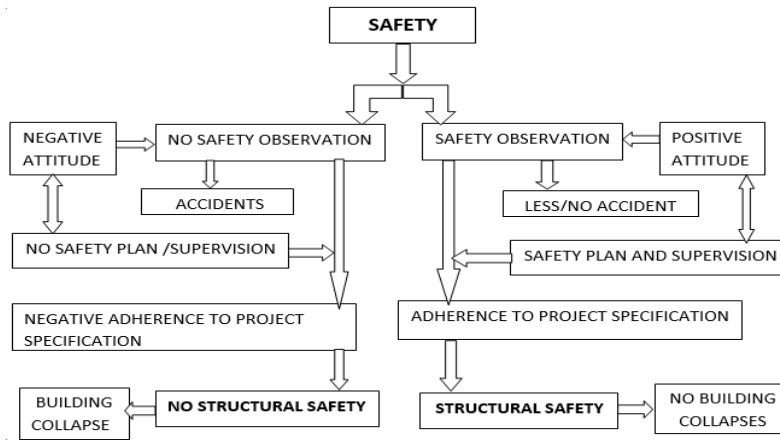 SAFETY
NEGATIVE
ATTITUDE
NO SAFETY OBSERVATION
SAFETY OBSERVATION
POSITIVE
ATTITUDE
ACCIDENTS
LESS/NO ACCIDENT
NO SAFETY PLAN /SUPERVISION
SAFETY PLAN AND SUPERVISION
NEGATIVE ADHERENCE TO PROJECT
SPECIFICATION
ADHERENCE TO PROJECT SPECIFICATION
BUILDING
COLLAPSE
NO STRUCTURAL SAFETY
STRUCTURAL SAFETY
NO BUILDING
COLLAPSES